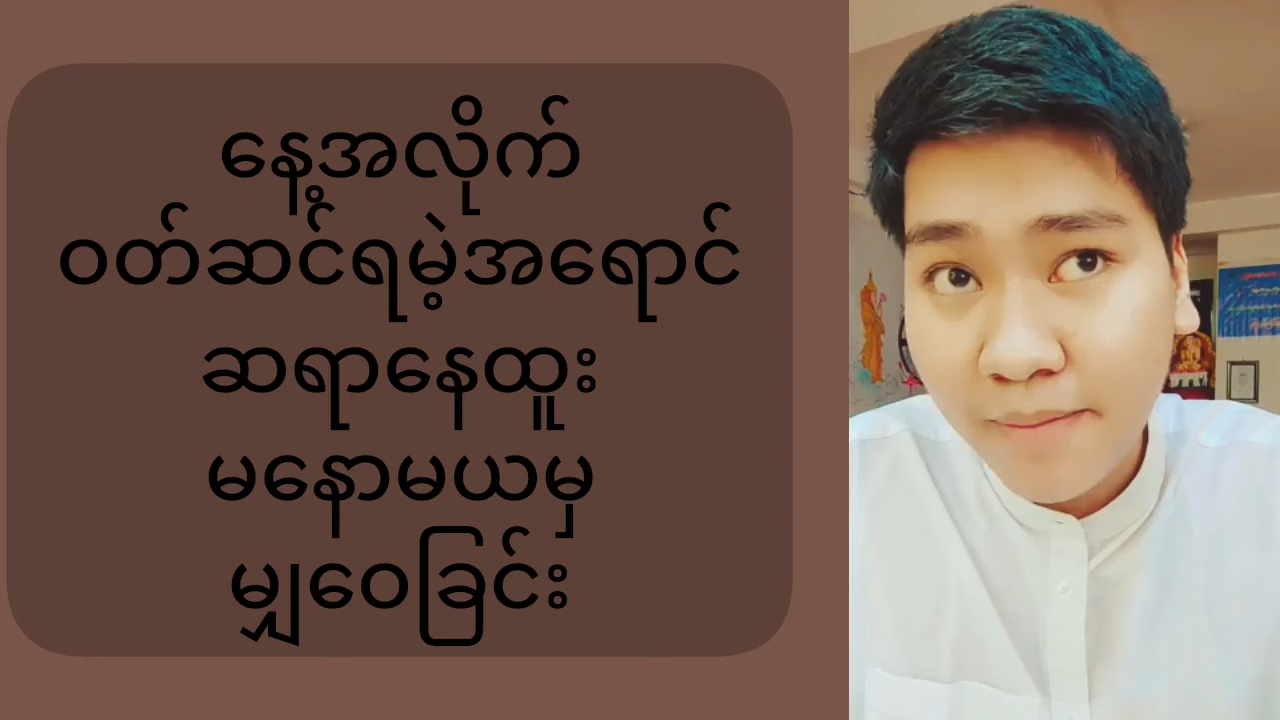 နေ့အလိုက်
ဝတ်ဆင်ရမဲ့အရောင်
ဆရာနေထူး
မနောမယမှ
မျှဝေခြင်း